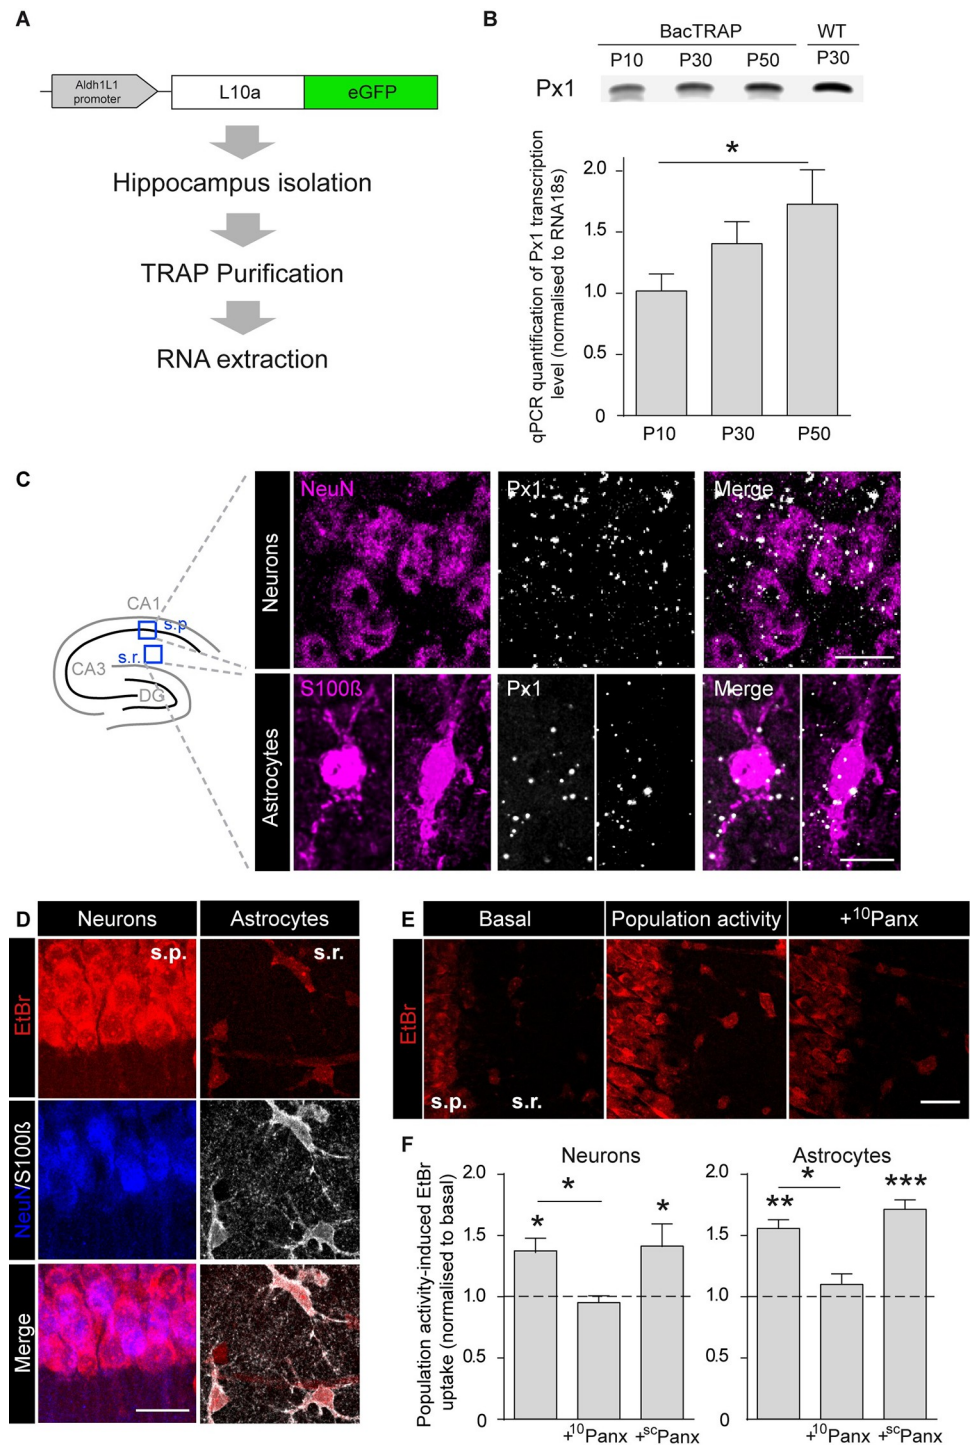 A
Aldh1L1
promoter
L10a
eGFP
Hippocampus isolation
TRAP Purification
RNA extraction
B
BacTRAP
WT
P10
P30
P50
P30
Px1
qPCR quantification of Px1 transcription
level (normalised to RNA18s)
*
2.0
1.5
1.0
0.5
0
P10
P30
P50
C
CA1
s.p
s.r.
CA3
DG
Neurons
NeuN
Px1
Merge
Astrocytes
S100ß
Px1
Merge
D
Neurons
Astrocytes
EtBr
s.p.
s.r.
NeuN/S100ß
Merge
E
Basal
Population activity
+10Panx
EtBr
s.p.
s.r.
F
Population activity-induced EtBr
uptake (normalised to basal)
Neurons
2.0
1.5
1.0
0.5
0
*
*
*
+10Panx
+scPanx
Astrocytes
2.0
1.5
1.0
0.5
0
**
*
***
+10Panx
+scPanx